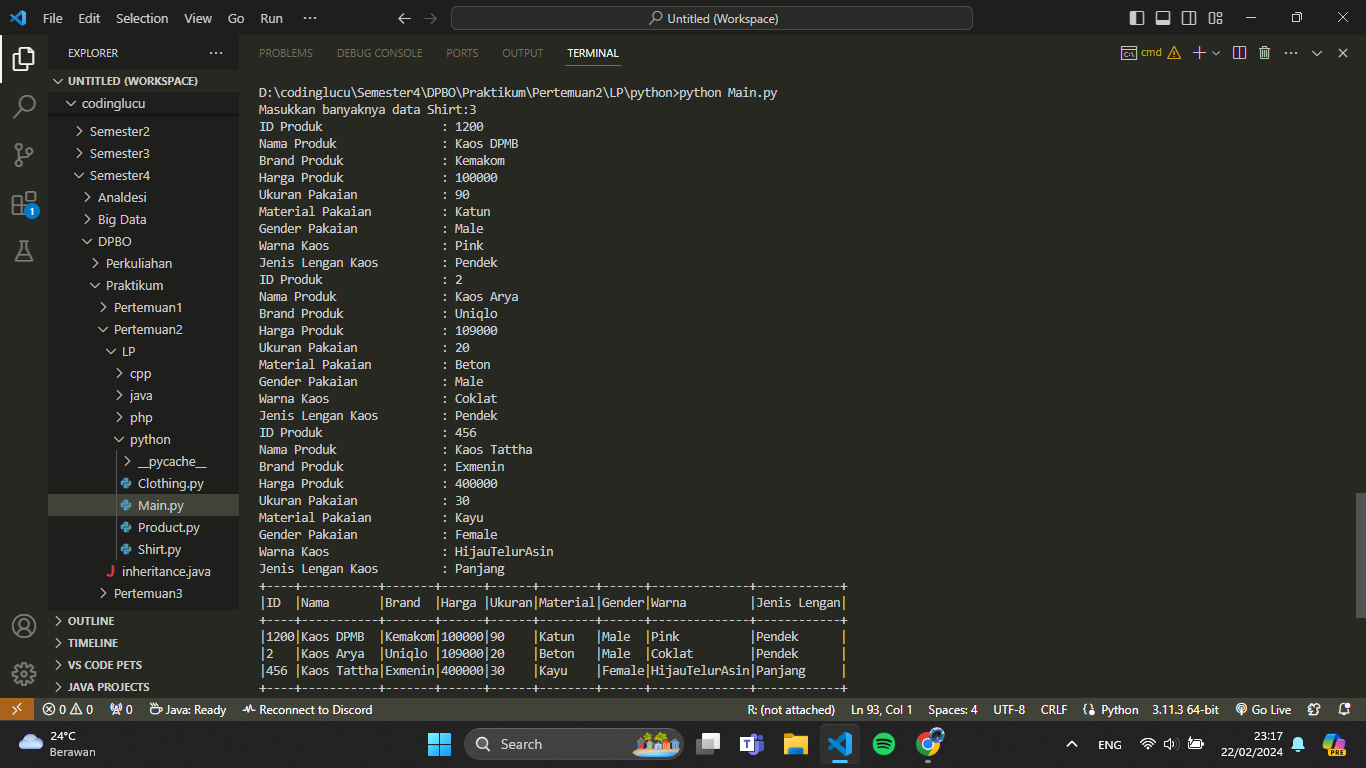 File Edit Selection View Go Run ··· Untitled (Workspace)
EXPLORER ···
UNTITLED (WORKSPACE)
codinglucu
Semester2
Semester3
Semester4
Analdesi
Big Data
DPBO
Perkuliahan
Praktikum
Pertemuan1
Pertemuan2
LP
cpp
java
php
python
__pycache__
Clothing.py
Main.py
Product.py
Shirt.py
J inheritance.java
Pertemuan3
OUTLINE
TIMELINE
VS CODE PETS
JAVA PROJECTS
1
PROBLEMS DEBUG CONSOLE PORTS OUTPUT TERMINAL cmd ···
D:\codinglucu\Semester4\DPBO\Praktikum\Pertemuan2\LP\python>python Main.py
Masukkan banyaknya data Shirt:3
ID Produk : 1200
Nama Produk : Kaos DPMB
Brand Produk : Kemakom
Harga Produk : 100000
Ukuran Pakaian : 90
Material Pakaian : Katun
Gender Pakaian : Male
Warna Kaos : Pink
Jenis Lengan Kaos : Pendek
ID Produk : 2
Nama Produk : Kaos Arya
Brand Produk : Uniqlo
Harga Produk : 109000
Ukuran Pakaian : 20
Material Pakaian : Beton
Gender Pakaian : Male
Warna Kaos : Coklat
Jenis Lengan Kaos : Pendek
ID Produk : 456
Nama Produk : Kaos Tattha
Brand Produk : Exmenin
Harga Produk : 400000
Ukuran Pakaian : 30
Material Pakaian : Kayu
Gender Pakaian : Female
Warna Kaos : HijauTelurAsin
Jenis Lengan Kaos : Panjang
+----+-----------+-------+------+------+--------+------+--------------+------------+
|ID  |Nama       |Brand  |Harga |Ukuran|Material|Gender|Warna         |Jenis Lengan|
+----+-----------+-------+------+------+--------+------+--------------+------------+
|1200|Kaos DPMB  |Kemakom|100000|90    |Katun   |Male  |Pink          |Pendek      |
|2   |Kaos Arya  |Uniqlo |109000|20    |Beton   |Male  |Coklat        |Pendek      |
|456 |Kaos Tattha|Exmenin|400000|30    |Kayu    |Female|HijauTelurAsin|Panjang     |
+----+-----------+-------+------+------+--------+------+--------------+------------+
0 0 0 Java: Ready Reconnect to Discord R: (not attached) Ln 93, Col 1 Spaces: 4 UTF-8 CRLF Python 3.11.3 64-bit Go Live
24°C
Berawan
Search
ENG
23:17
22/02/2024
PRE